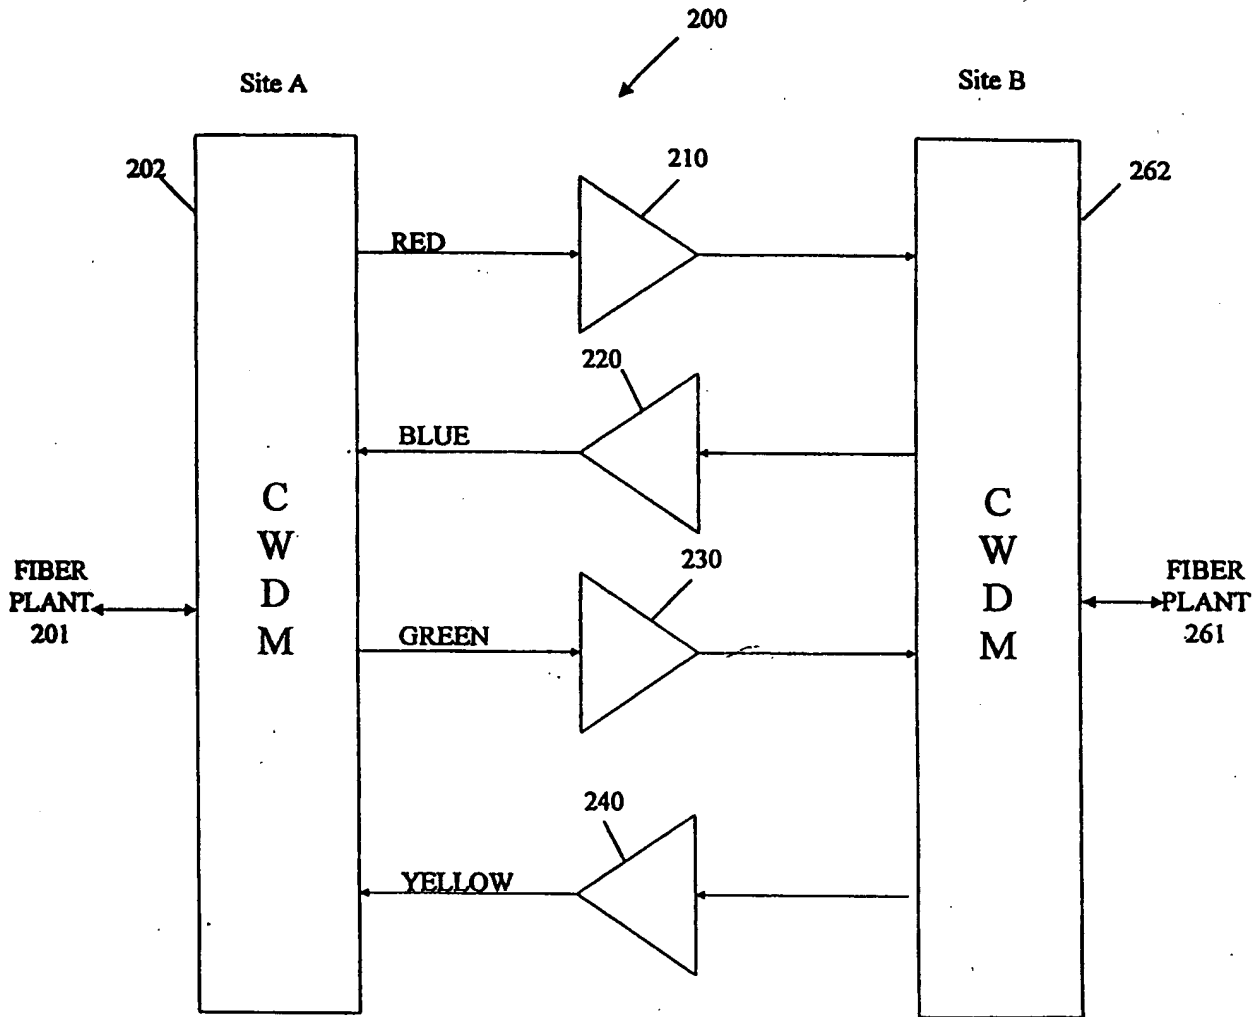 200
Site A
Site B
202
210
262
RED
220
BLUE
C
W
D
M
C
W
D
M
230
FIBER
PLANT
201
FIBER
PLANT
261
GREEN
240
YELLOW